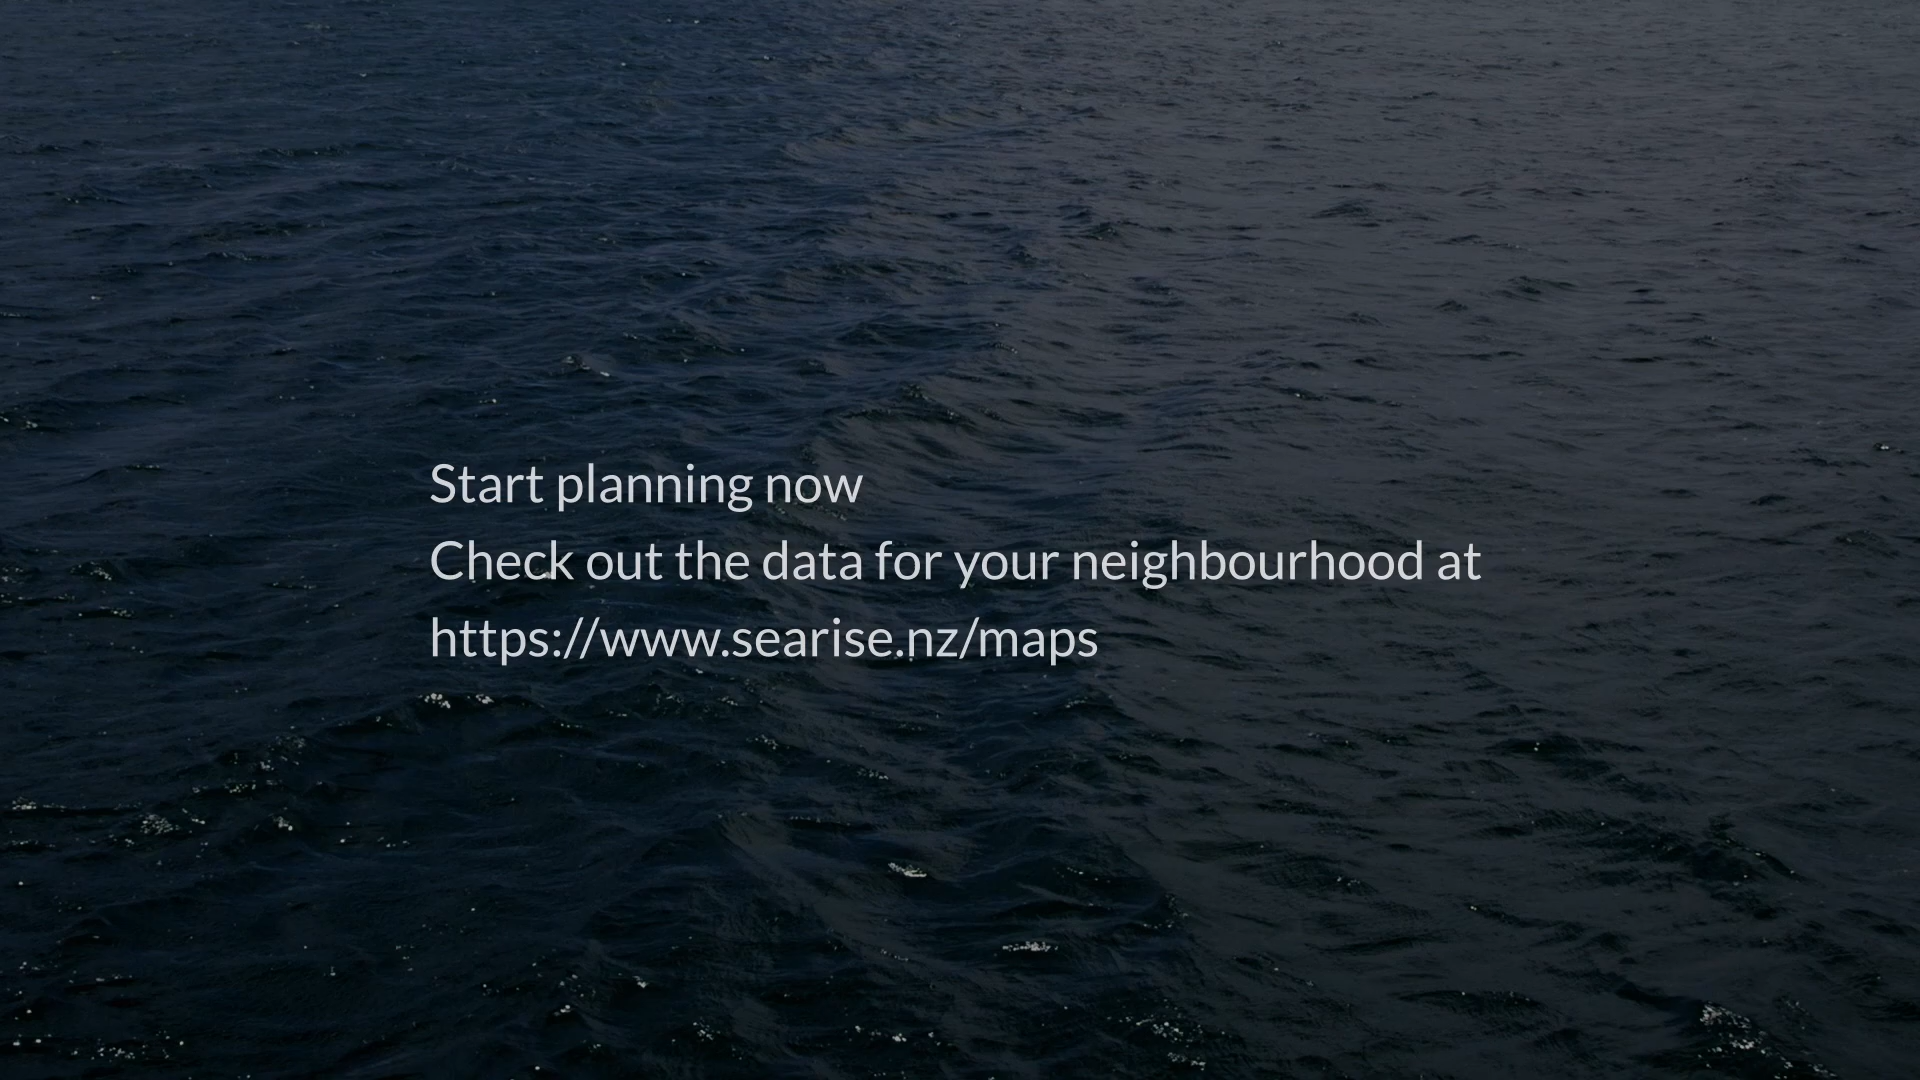 Start planning now
Check out the data for your neighbourhood at
https://www.searise.nz/maps